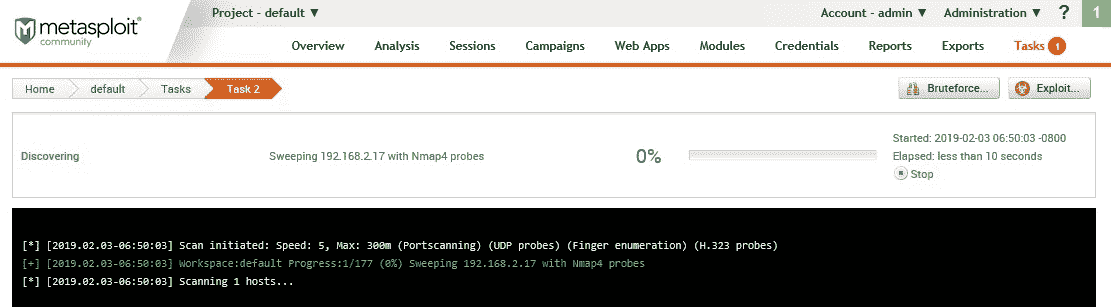 metasploit®
community
Project - default ▼
Account - admin ▼ Administration ▼ ? 1
Overview Analysis Sessions Campaigns Web Apps Modules Credentials Reports Exports Tasks 1
Home default Tasks Task 2
Bruteforce... Exploit...
Discovering
Sweeping 192.168.2.17 with Nmap4 probes
0%
Started: 2019-02-03 06:50:03 -0800
Elapsed: less than 10 seconds
Stop
[*] [2019.02.03-06:50:03] Scan initiated: Speed: 5, Max: 300m (Portscanning) (UDP probes) (Finger enumeration) (H.323 probes)
[+] [2019.02.03-06:50:03] Workspace:default Progress:1/177 (0%) Sweeping 192.168.2.17 with Nmap4 probes
[*] [2019.02.03-06:50:03] Scanning 1 hosts...